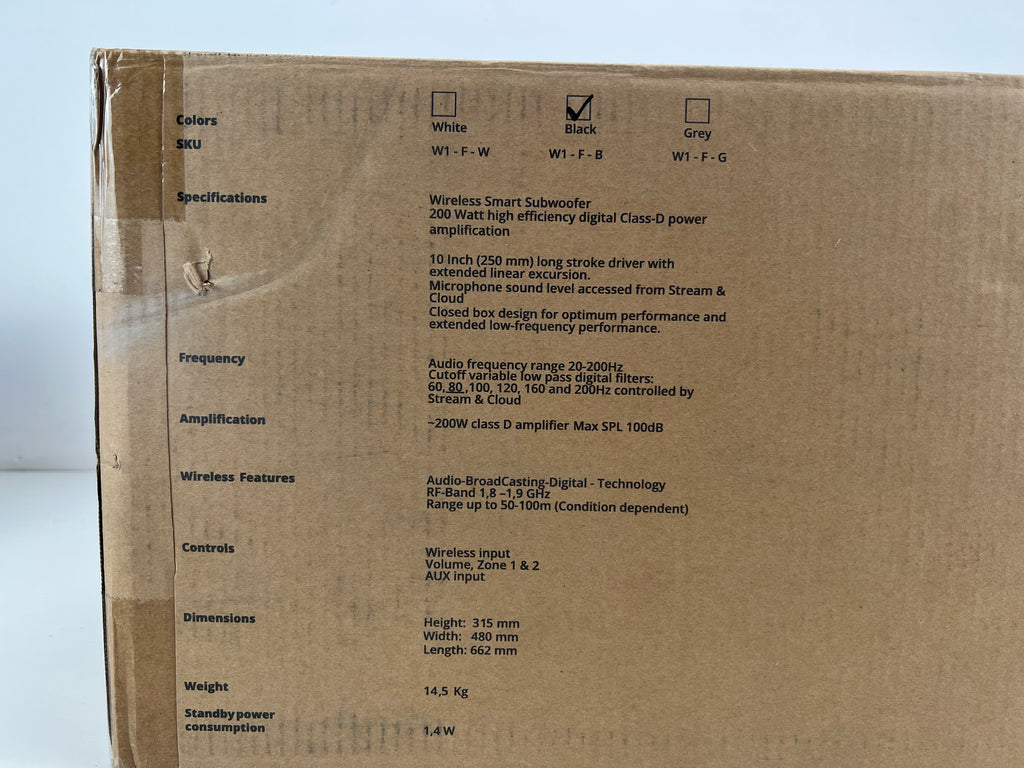 Colors White Black Grey
SKU W1 - F - W W1 - F - B W1 - F - G
Specifications Wireless Smart Subwoofer
200 Watt high efficiency digital Class-D power
amplification
10 Inch (250 mm) long stroke driver with
extended linear excursion.
Microphone sound level accessed from Stream &
Cloud
Closed box design for optimum performance and
extended low-frequency performance.
Frequency Audio frequency range 20-200Hz
Cutoff variable low pass digital filters:
60, 80 ,100, 120, 160 and 200Hz controlled by
Stream & Cloud
Amplification ~200W class D amplifier Max SPL 100dB
Wireless Features Audio-BroadCasting-Digital - Technology
RF-Band 1,8 –1,9 GHz
Range up to 50-100m (Condition dependent)
Controls Wireless input
Volume, Zone 1 & 2
AUX input
Dimensions Height: 315 mm
Width: 480 mm
Length: 662 mm
Weight 14,5 Kg
Standby power
consumption 1,4 W